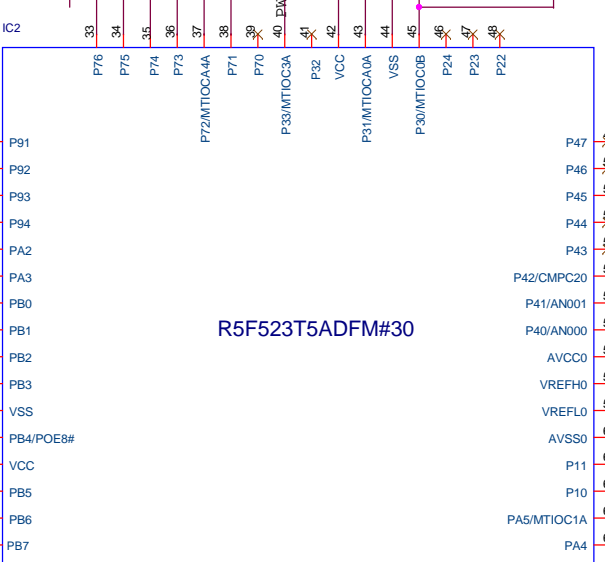 IC2
33
34
35
36
37
38
39
40
41
42
43
44
45
46
47
48
P76
P75
P74
P73
P72/MTIOCA4A
P71
P70
P33/MTIOC3A
P32
VCC
P31/MTIOCA0A
VSS
P30/MTIOC0B
P24
P23
P22
P91
P92
P93
P94
PA2
PA3
PB0
PB1
PB2
PB3
VSS
PB4/POE8#
VCC
PB5
PB6
PB7
R5F523T5ADFM#30
P47
P46
P45
P44
P43
P42/CMPC20
P41/AN001
P40/AN000
AVCC0
VREFH0
VREFL0
AVSS0
P11
P10
PA5/MTIOC1A
PA4